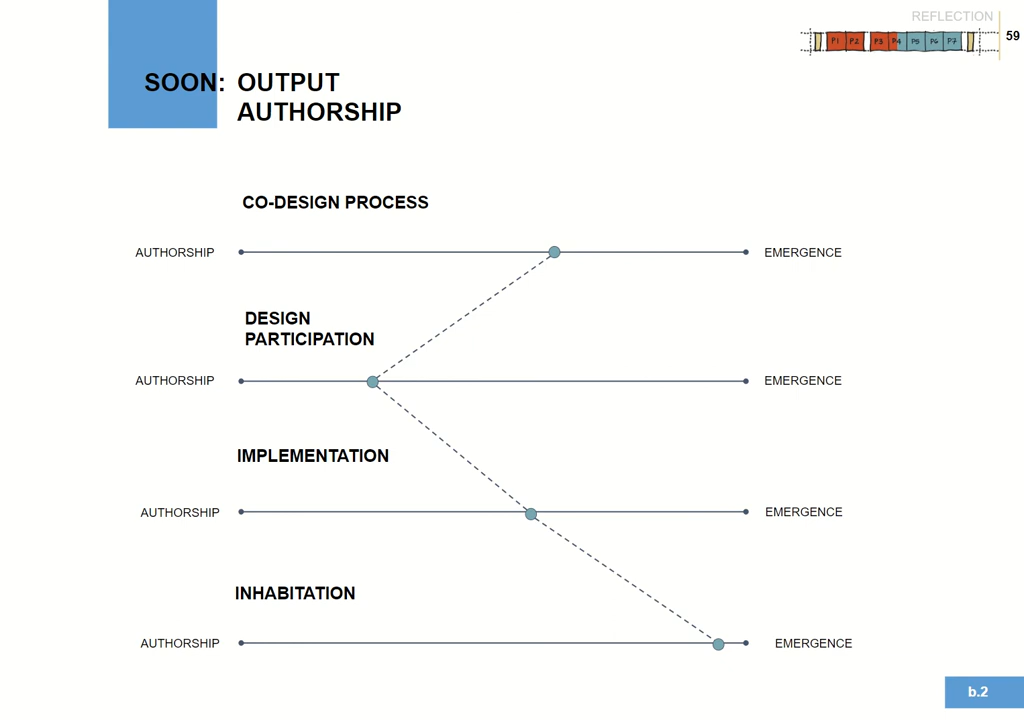 REFLECTION
P1 P2 P3 P4 P5 P6 P7
59
SOON: OUTPUT
AUTHORSHIP
CO-DESIGN PROCESS
AUTHORSHIP EMERGENCE
DESIGN
PARTICIPATION
AUTHORSHIP EMERGENCE
IMPLEMENTATION
AUTHORSHIP EMERGENCE
INHABITATION
AUTHORSHIP EMERGENCE
b.2